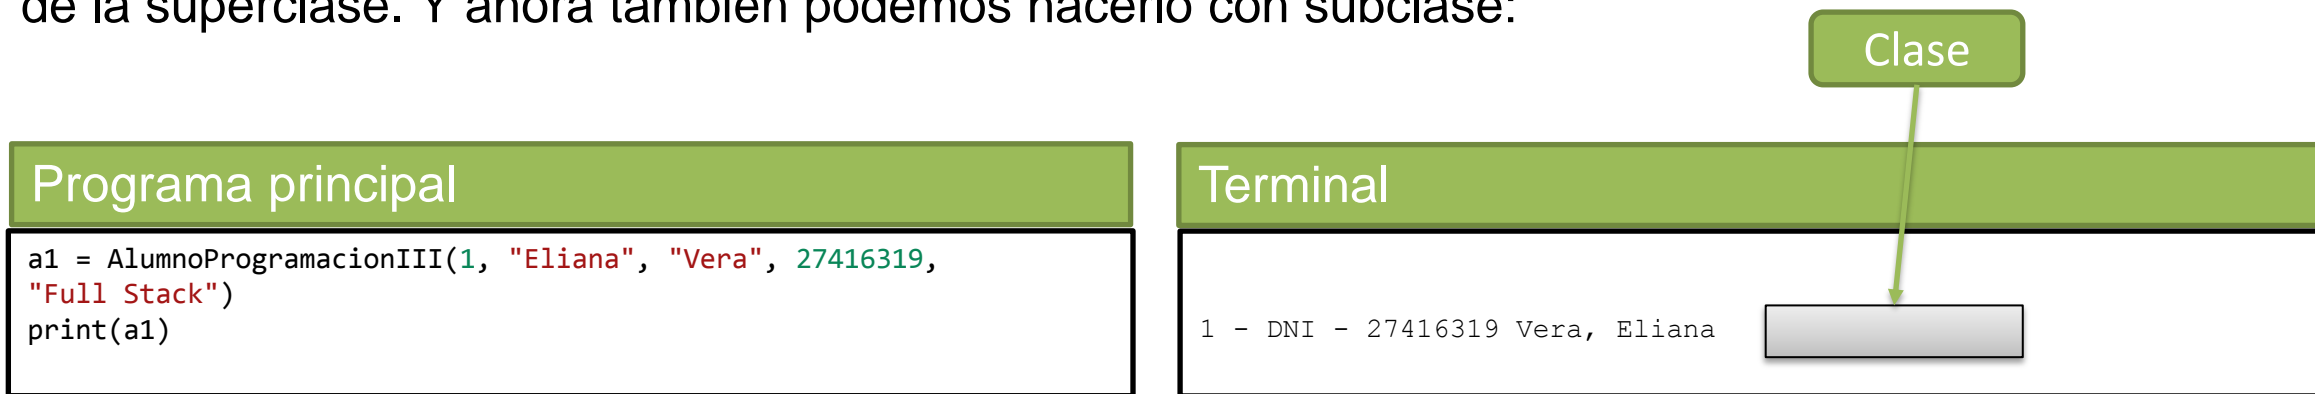 de la superclase. Y ahora también podemos hacerlo con subclase:
Clase
Programa principal
a1 = AlumnoProgramacionIII(1, "Eliana", "Vera", 27416319,
"Full Stack")
print(a1)
Terminal
1 - DNI - 27416319 Vera, Eliana